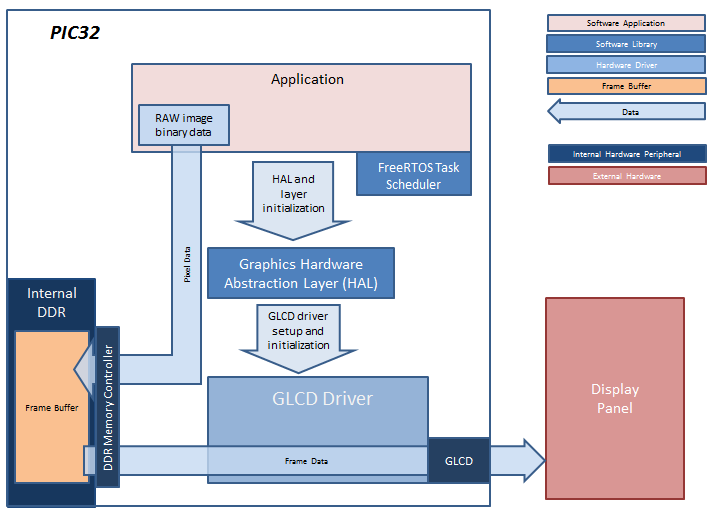 PIC32
Application
RAW image
binary data
FreeRTOS Task
Scheduler
HAL and
layer
initialization
Pixel Data
Graphics Hardware
Abstraction Layer (HAL)
GLCD driver
setup and
initialization
Internal
DDR
Frame Buffer
DDR Memory Controller
GLCD Driver
Frame Data
GLCD
Display
Panel
Software Application
Software Library
Hardware Driver
Frame Buffer
Data
Internal Hardware Peripheral
External Hardware